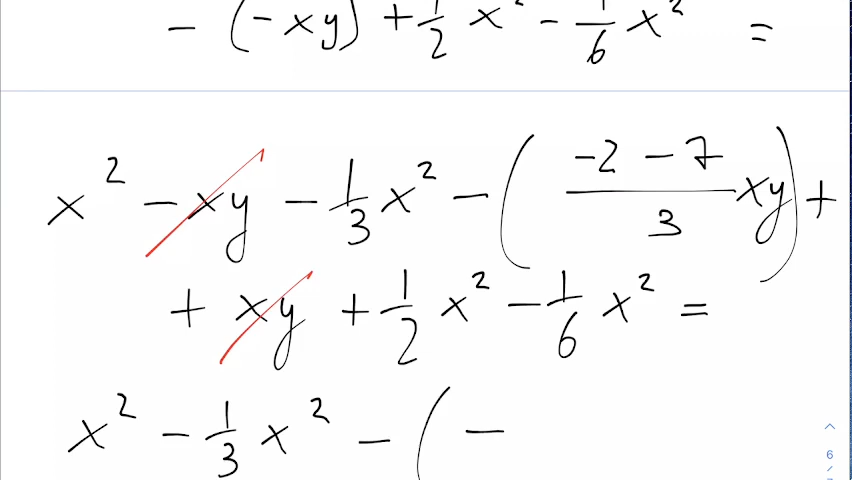 - (-xy) + 1/2 x² - 1/6 x² =
x² - xy - 1/3 x² - ( (-2 - 7)/3 xy ) +
+ xy + 1/2 x² - 1/6 x² =
x² - 1/3 x² - ( -
6
/